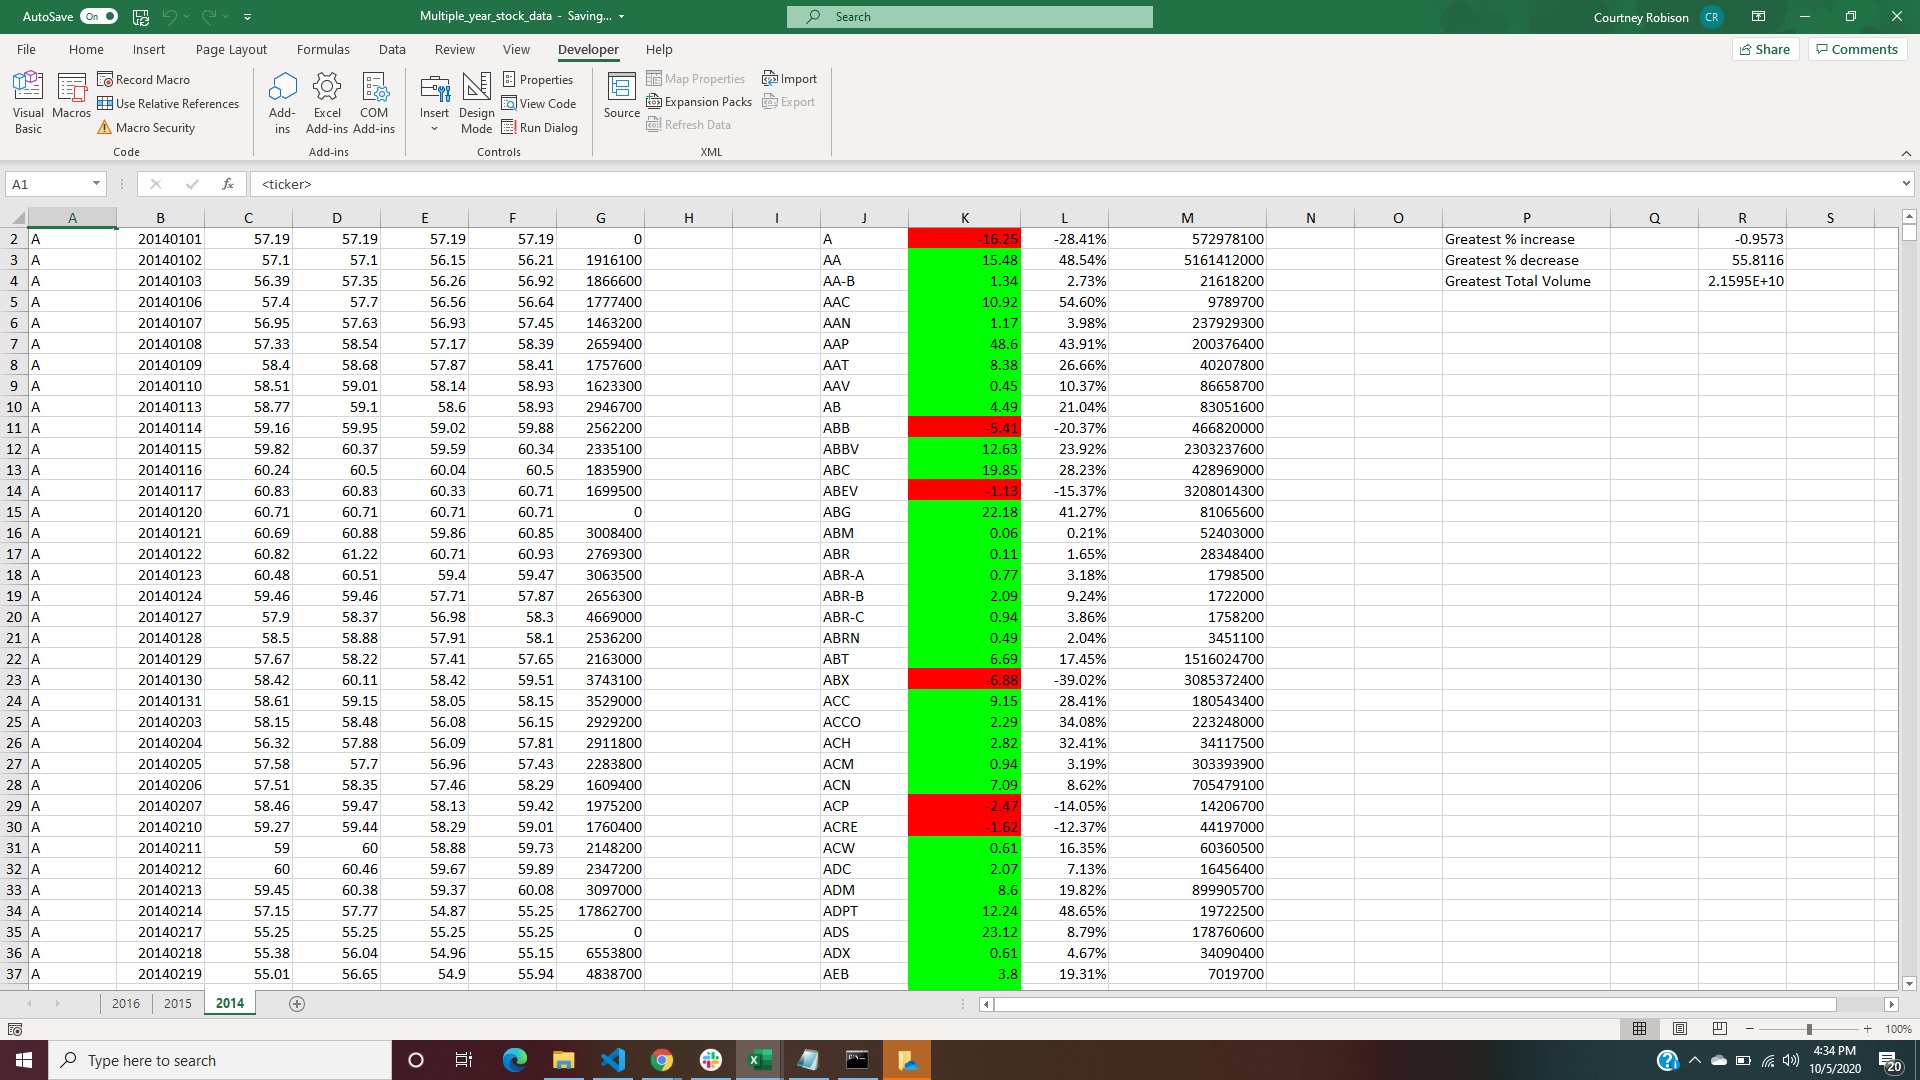 AutoSave On Multiple_year_stock_data - Saving... Search Courtney Robison CR
File Home Insert Page Layout Formulas Data Review View Developer Help Share Comments
Visual Basic Macros Record Macro Use Relative References Macro Security Code
Add-ins Excel Add-ins COM Add-ins Add-ins
Insert Design Mode Properties View Code Run Dialog Controls
Source Map Properties Expansion Packs Refresh Data Import Export XML
A1 fx <ticker>
A B C D E F G H I J K L M N O P Q R S
2 A 20140101 57.19 57.19 57.19 57.19 0 A -16.25 -28.41% 572978100 Greatest % increase -0.9573
3 A 20140102 57.1 57.1 56.15 56.21 1916100 AA 15.48 48.54% 5161412000 Greatest % decrease 55.8116
4 A 20140103 56.39 57.35 56.26 56.92 1866600 AA-B 1.34 2.73% 21618200 Greatest Total Volume 2.1595E+10
5 A 20140106 57.4 57.7 56.56 56.64 1777400 AAC 10.92 54.60% 9789700
6 A 20140107 56.95 57.63 56.93 57.45 1463200 AAN 1.17 3.98% 237929300
7 A 20140108 57.33 58.54 57.17 58.39 2659400 AAP 48.6 43.91% 200376400
8 A 20140109 58.4 58.68 57.87 58.41 1757600 AAT 8.38 26.66% 40207800
9 A 20140110 58.51 59.01 58.14 58.93 1623300 AAV 0.45 10.37% 86658700
10 A 20140113 58.77 59.1 58.6 58.93 2946700 AB 4.49 21.04% 83051600
11 A 20140114 59.16 59.95 59.02 59.88 2562200 ABB -5.41 -20.37% 466820000
12 A 20140115 59.82 60.37 59.59 60.34 2335100 ABBV 12.63 23.92% 2303237600
13 A 20140116 60.24 60.5 60.04 60.5 1835900 ABC 19.85 28.23% 428969000
14 A 20140117 60.83 60.83 60.33 60.71 1699500 ABEV -1.13 -15.37% 3208014300
15 A 20140120 60.71 60.71 60.71 60.71 0 ABG 22.18 41.27% 81065600
16 A 20140121 60.69 60.88 59.86 60.85 3008400 ABM 0.06 0.21% 52403000
17 A 20140122 60.82 61.22 60.71 60.93 2769300 ABR 0.11 1.65% 28348400
18 A 20140123 60.48 60.51 59.4 59.47 3063500 ABR-A 0.77 3.18% 1798500
19 A 20140124 59.46 59.46 57.71 57.87 2656300 ABR-B 2.09 9.24% 1722000
20 A 20140127 57.9 58.37 56.98 58.3 4669000 ABR-C 0.94 3.86% 1758200
21 A 20140128 58.5 58.88 57.91 58.1 2536200 ABRN 0.49 2.04% 3451100
22 A 20140129 57.67 58.22 57.41 57.65 2163000 ABT 6.69 17.45% 1516024700
23 A 20140130 58.42 60.11 58.42 59.51 3743100 ABX -6.88 -39.02% 3085372400
24 A 20140131 58.61 59.15 58.05 58.15 3529000 ACC 9.15 28.41% 180543400
25 A 20140203 58.15 58.48 56.08 56.15 2929200 ACCO 2.29 34.08% 223248000
26 A 20140204 56.32 57.88 56.09 57.81 2911800 ACH 2.82 32.41% 34117500
27 A 20140205 57.58 57.7 56.96 57.43 2283800 ACM 0.94 3.19% 303393900
28 A 20140206 57.51 58.35 57.46 58.29 1609400 ACN 7.09 8.62% 705479100
29 A 20140207 58.46 59.47 58.13 59.42 1975200 ACP -2.47 -14.05% 14206700
30 A 20140210 59.27 59.44 58.29 59.01 1760400 ACRE -1.62 -12.37% 44197000
31 A 20140211 59 60 58.88 59.73 2148200 ACW 0.61 16.35% 60360500
32 A 20140212 60 60.46 59.67 59.89 2347200 ADC 2.07 7.13% 16456400
33 A 20140213 59.45 60.38 59.37 60.08 3097000 ADM 8.6 19.82% 899905700
34 A 20140214 57.15 57.77 54.87 55.25 17862700 ADPT 12.24 48.65% 19722500
35 A 20140217 55.25 55.25 55.25 55.25 0 ADS 23.12 8.79% 178760600
36 A 20140218 55.38 56.04 54.96 55.15 6553800 ADX 0.61 4.67% 34090400
37 A 20140219 55.01 56.65 54.9 55.94 4838700 AEB 3.8 19.31% 7019700
2016 2015 2014
100%
Type here to search 4:34 PM
10/5/2020 20